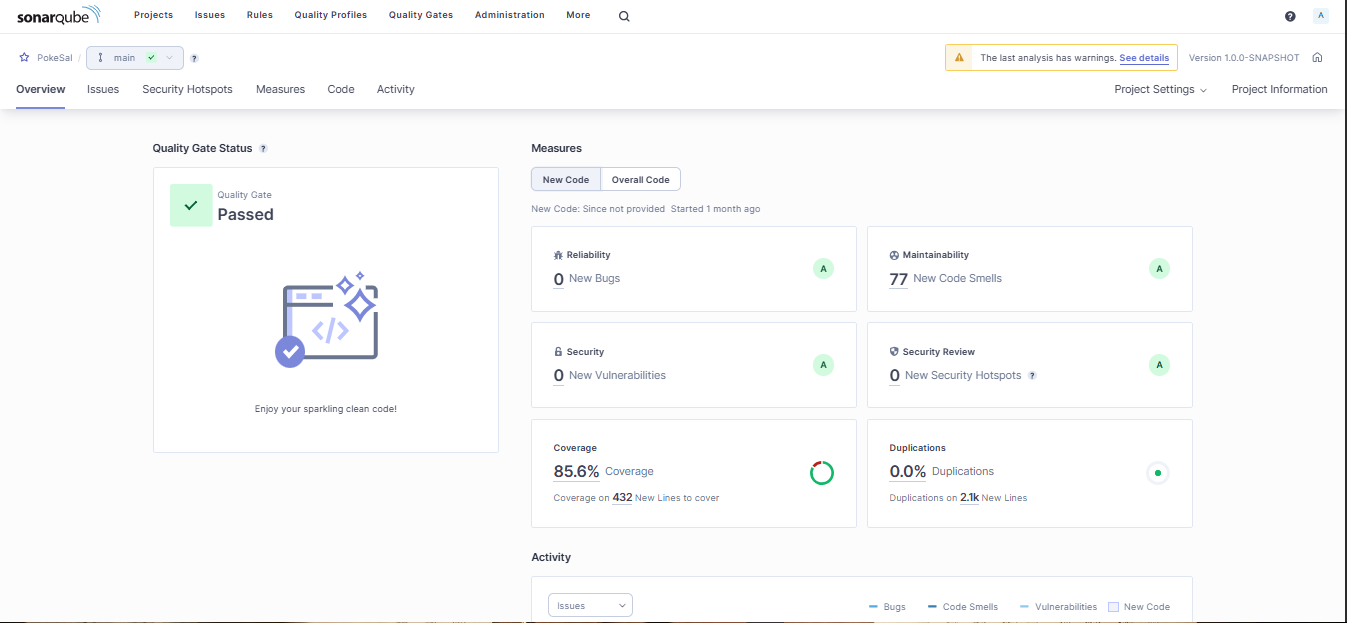 sonarqube Projects Issues Rules Quality Profiles Quality Gates Administration More ? A
PokeSal / main ? The last analysis has warnings. See details Version 1.0.0-SNAPSHOT
Overview Issues Security Hotspots Measures Code Activity Project Settings Project Information
Quality Gate Status ?
Quality Gate
Passed
</>
Enjoy your sparkling clean code!
Measures
New Code Overall Code
New Code: Since not provided Started 1 month ago
Reliability
0 New Bugs A
Maintainability
77 New Code Smells A
Security
0 New Vulnerabilities A
Security Review
0 New Security Hotspots ? A
Coverage
85.6% Coverage
Coverage on 432 New Lines to cover
Duplications
0.0% Duplications
Duplications on 2.1k New Lines
Activity
Issues Bugs Code Smells Vulnerabilities New Code